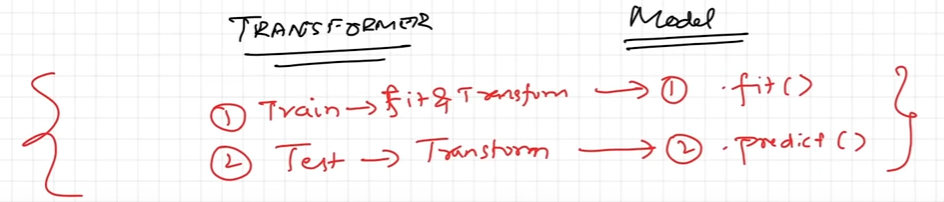 TRANSFORMER Model
① Train → fit & Transform → ① .fit()
② Test → Transform → ② .predict()